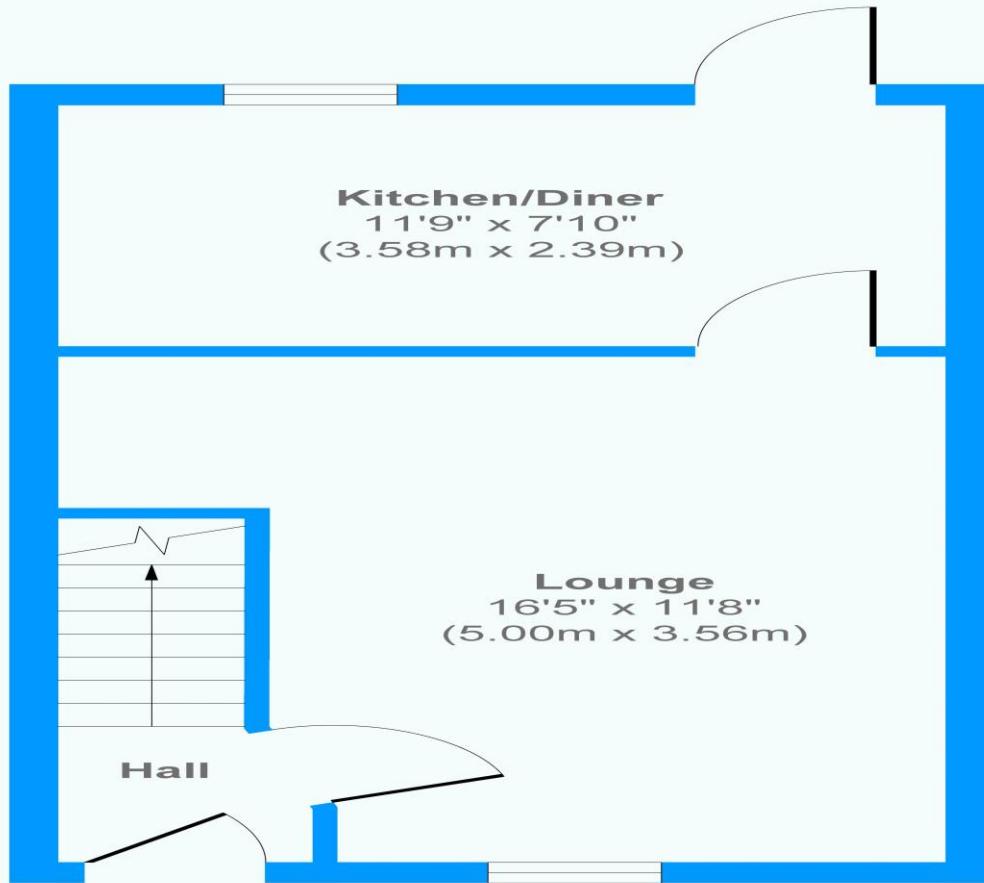 Kitchen/Diner
11'9" x 7'10"
(3.58m x 2.39m)
Lounge
16'5" x 11'8"
(5.00m x 3.56m)
Hall